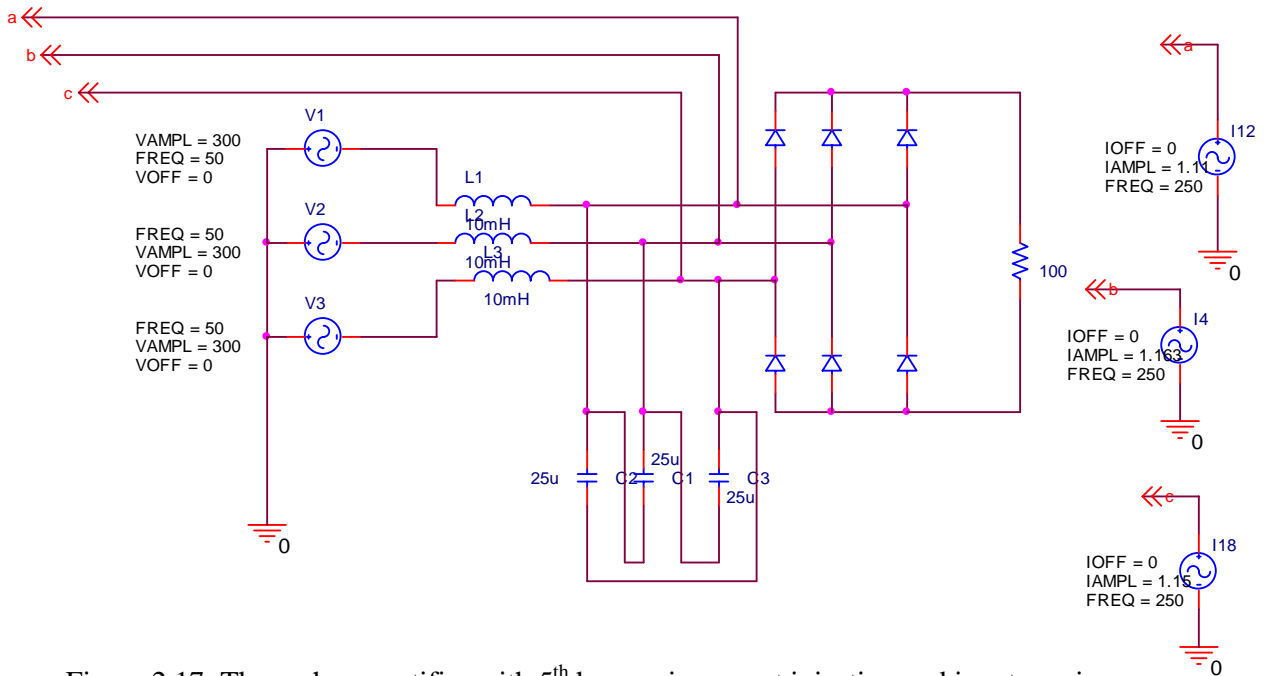 a
b
c
V1
VAMPL = 300
FREQ = 50
VOFF = 0
L1
V2
L2
10mH
FREQ = 50
VAMPL = 300
VOFF = 0
L3
10mH
10mH
V3
FREQ = 50
VAMPL = 300
VOFF = 0
100
25u
25u
C2
C1
C3
25u
0
a
I12
IOFF = 0
IAMPL = 1.11
FREQ = 250
0
b
I4
IOFF = 0
IAMPL = 1.163
FREQ = 250
0
c
I18
IOFF = 0
IAMPL = 1.15
FREQ = 250
0